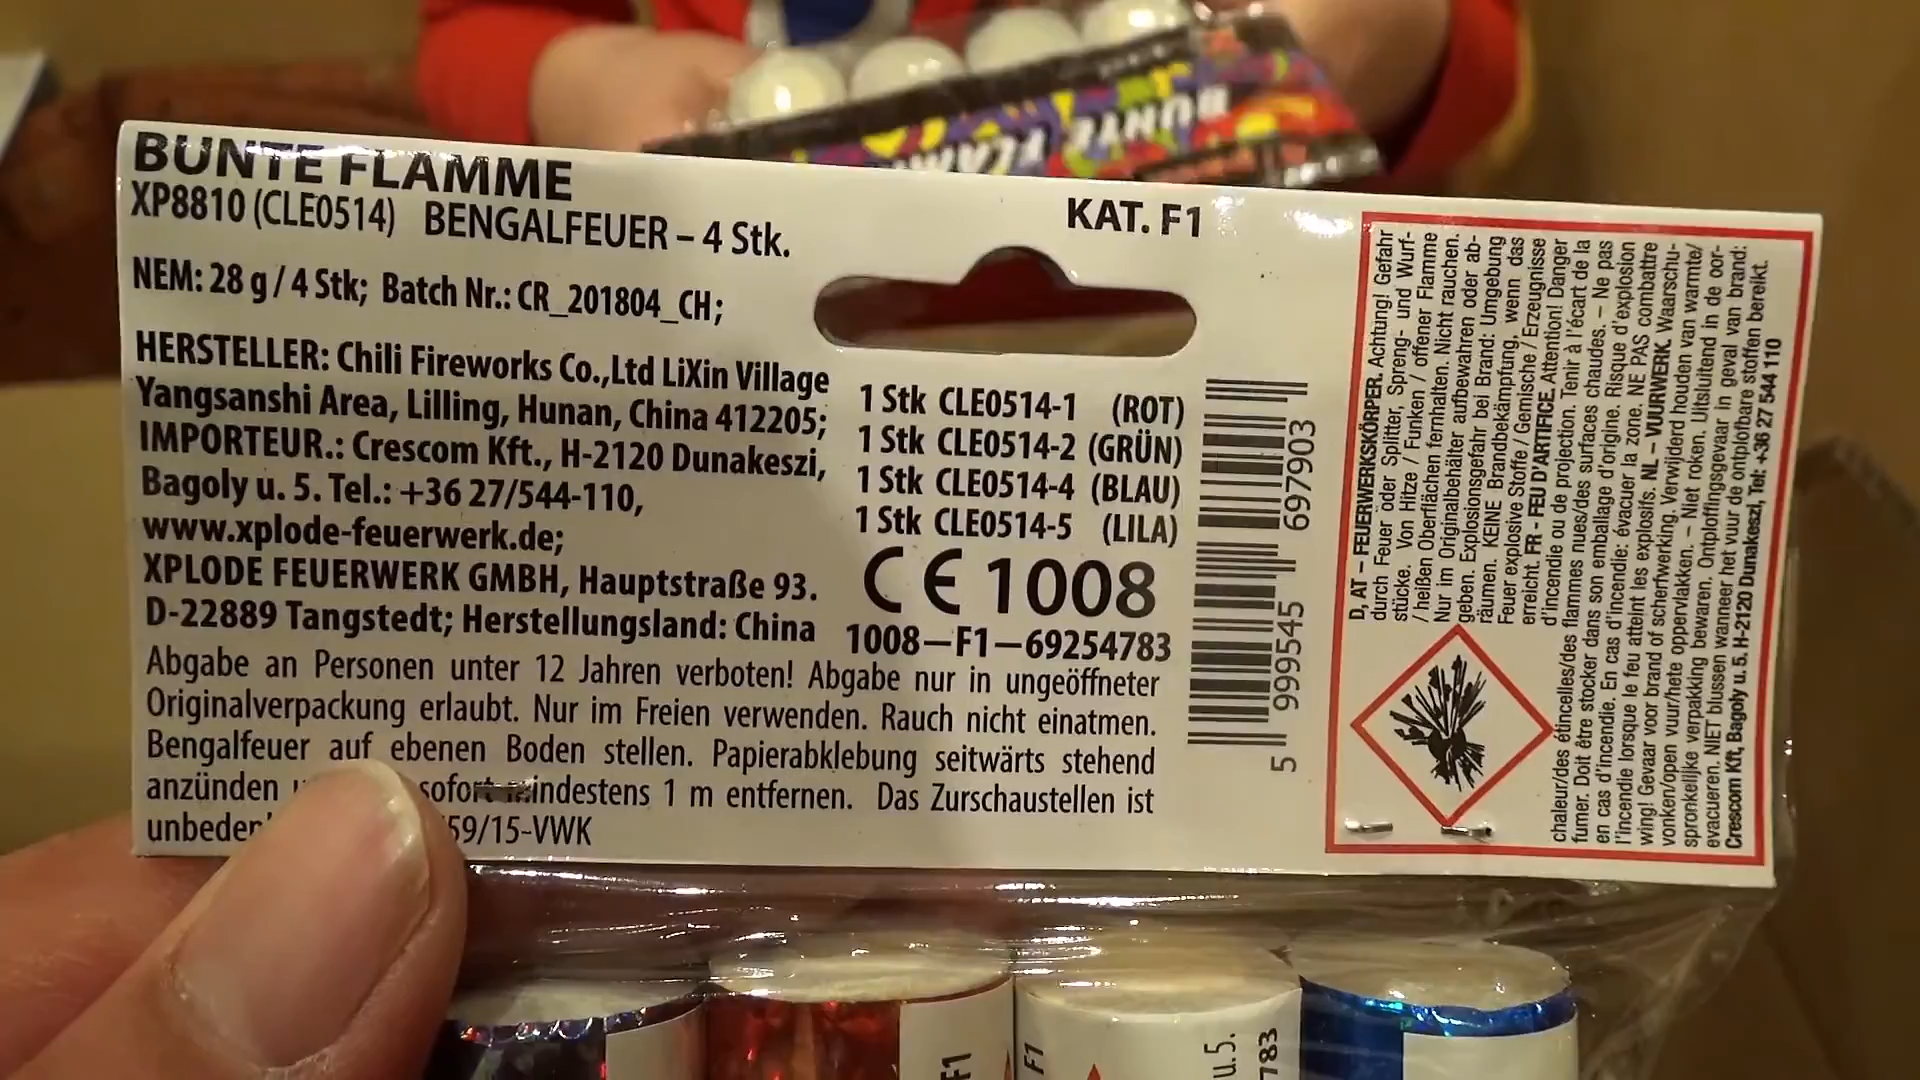 BUNTE FLAMME
BUNTE FLAMME
XP8810 (CLE0514) BENGALFEUER – 4 Stk.
KAT. F1
NEM: 28 g / 4 Stk; Batch Nr.: CR_201804_CH;
HERSTELLER: Chili Fireworks Co.,Ltd LiXin Village
Yangsanshi Area, Lilling, Hunan, China 412205;
IMPORTEUR.: Crescom Kft., H-2120 Dunakeszi,
Bagoly u. 5. Tel.: +36 27/544-110,
www.xplode-feuerwerk.de;
XPLODE FEUERWERK GMBH, Hauptstraße 93.
D-22889 Tangstedt; Herstellungsland: China
1 Stk CLE0514-1 (ROT)
1 Stk CLE0514-2 (GRÜN)
1 Stk CLE0514-4 (BLAU)
1 Stk CLE0514-5 (LILA)
CE 1008
1008—F1—69254783
Abgabe an Personen unter 12 Jahren verboten! Abgabe nur in ungeöffneter
Originalverpackung erlaubt. Nur im Freien verwenden. Rauch nicht einatmen.
Bengalfeuer auf ebenen Boden stellen. Papierabklebung seitwärts stehend
anzünden sofort mindestens 1 m entfernen. Das Zurschaustellen ist
59/15-VWK
5 999545 697903
D, AT – FEUERWERKSKÖRPER. Achtung! Gefahr
durch Feuer oder Splitter, Spreng- und Wurf-
stücke. Von Hitze / Funken / offener Flamme
/ heißen Oberflächen fernhalten. Nicht rauchen.
Nur im Originalbehälter aufbewahren oder ab-
geben. Explosionsgefahr bei Brand: Umgebung
räumen. KEINE Brandbekämpfung, wenn das
Feuer explosive Stoffe / Gemische / Erzeugnisse
erreicht. FR - FEU D'ARTIFICE. Attention! Danger
d'incendie ou de projection. Tenir à l'écart de la
chaleur/des étincelles/des flammes nues/des surfaces chaudes. – Ne pas
fumer. Doit être stocker dans son emballage d'origine. Risque d'explosion
en cas d'incendie. En cas d'incendie: évacuer la zone. NE PAS combattre
l'incendie lorsque le feu atteint les explosifs. NL – VUURWERK. Waarschu-
wing! Gevaar voor brand of scherfwerking. Verwijderd houden van warmte/
vonken/open vuur/hete oppervlakken. – Niet roken. Uitsluitend in de oor-
spronkelijke verpakking bewaren. Ontploffingsgevaar in geval van brand:
evacueren. NIET blussen wanneer het vuur de ontplofbare stoffen bereikt.
Crescom Kft, Bagoly u. 5, H-2120 Dunakeszi, Tel: +36 27 544 110
F1
F1
u.5.
783